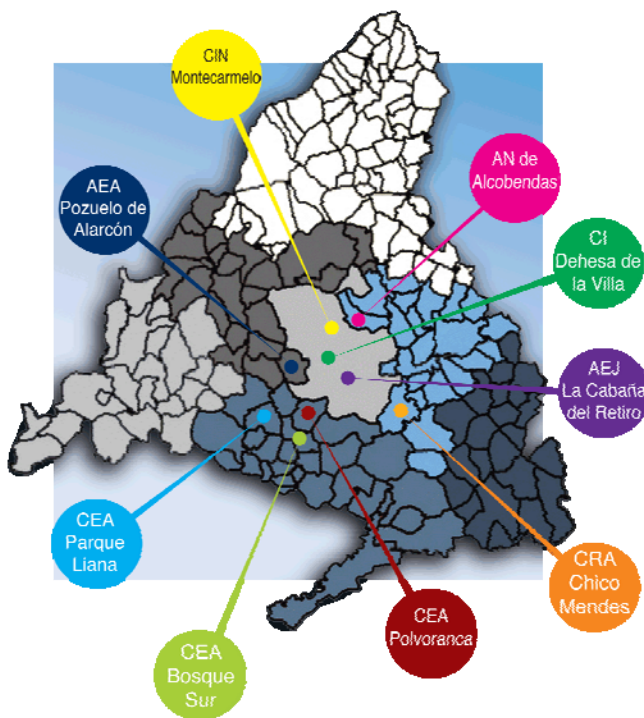 CIN
Montecarmelo
AN de
Alcobendas
AEA
Pozuelo de
Alarcón
CI
Dehesa de
la Villa
AEJ
La Cabaña
del Retiro
CEA
Parque
Liana
CRA
Chico
Mendes
CEA
Polvoranca
CEA
Bosque
Sur